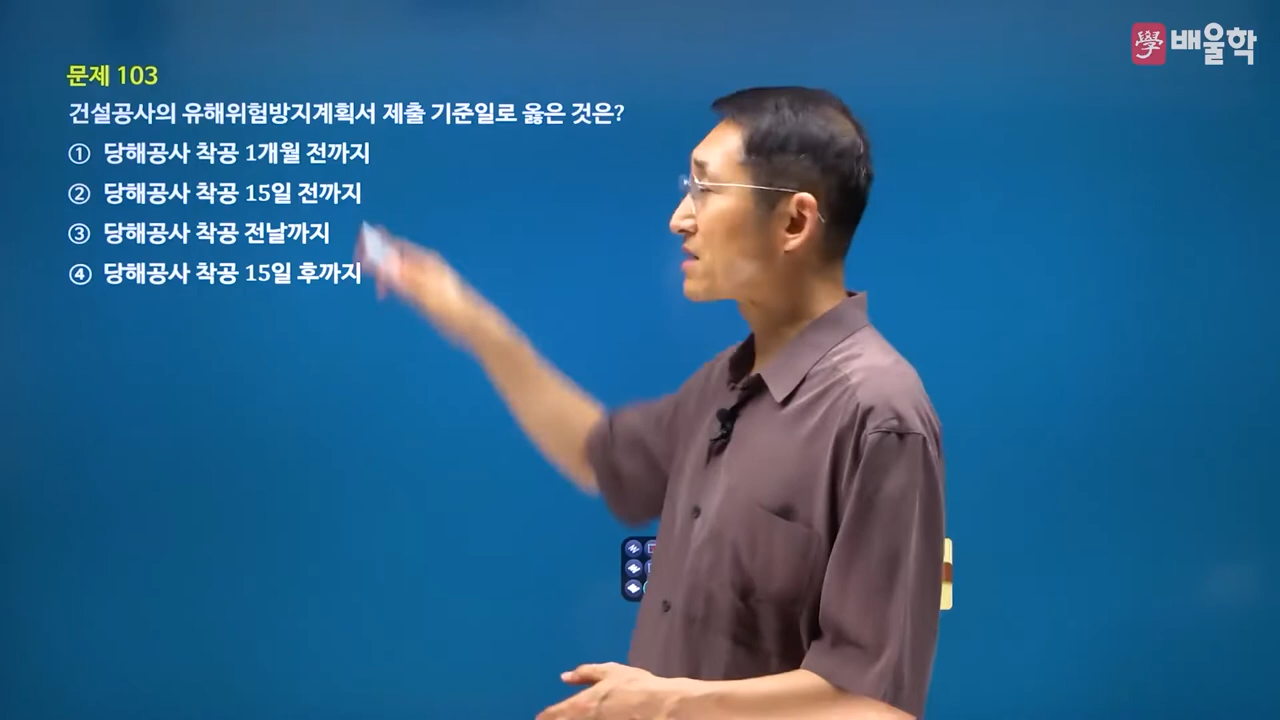 學 배울학
문제 103
건설공사의 유해위험방지계획서 제출 기준일로 옳은 것은?
① 당해공사 착공 1개월 전까지
② 당해공사 착공 15일 전까지
③ 당해공사 착공 전날까지
④ 당해공사 착공 15일 후까지